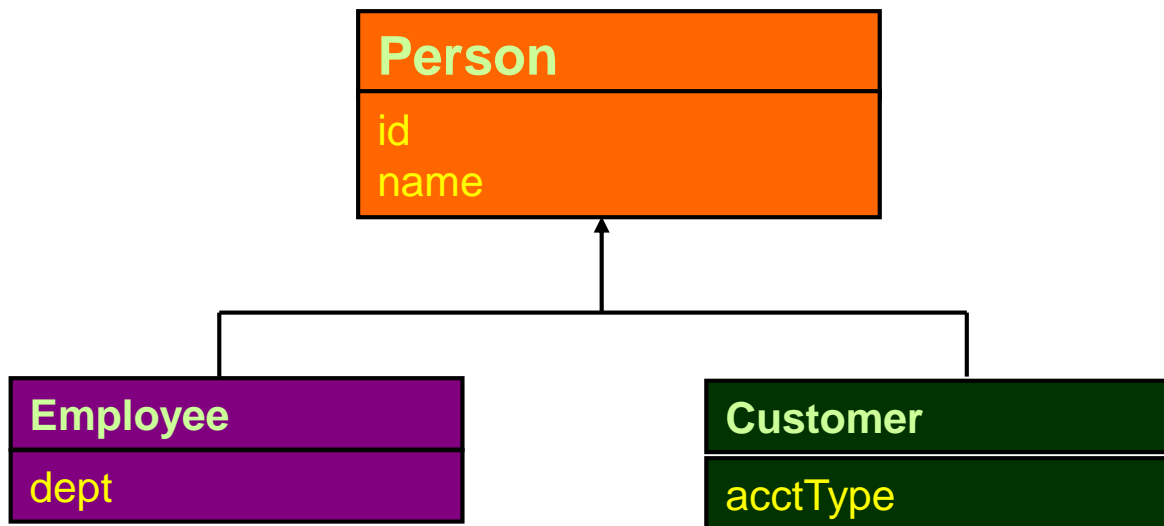 Person
id
name
Employee
dept
Customer
acctType